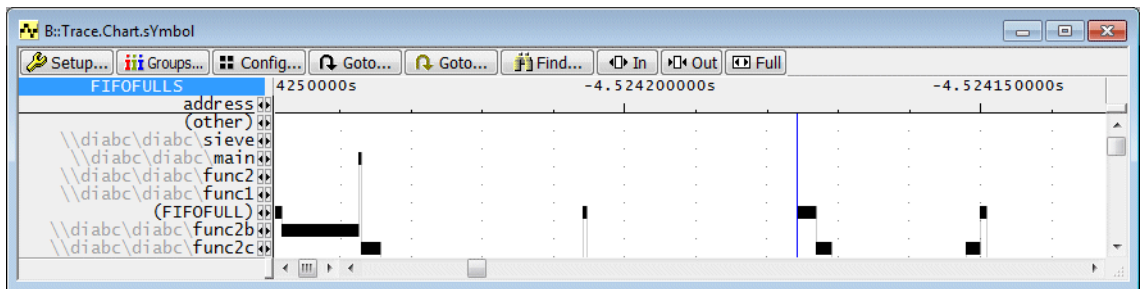 B::Trace.Chart.sYmbol
Setup... Groups... Config... Goto... Goto... Find... In Out Full
FIFOFULLS 4250000s -4.524200000s -4.524150000s
address
(other)
\\diabc\diabc\sieve
\\diabc\diabc\main
\\diabc\diabc\func2
\\diabc\diabc\func1
(FIFOFULL)
\\diabc\diabc\func2b
\\diabc\diabc\func2c